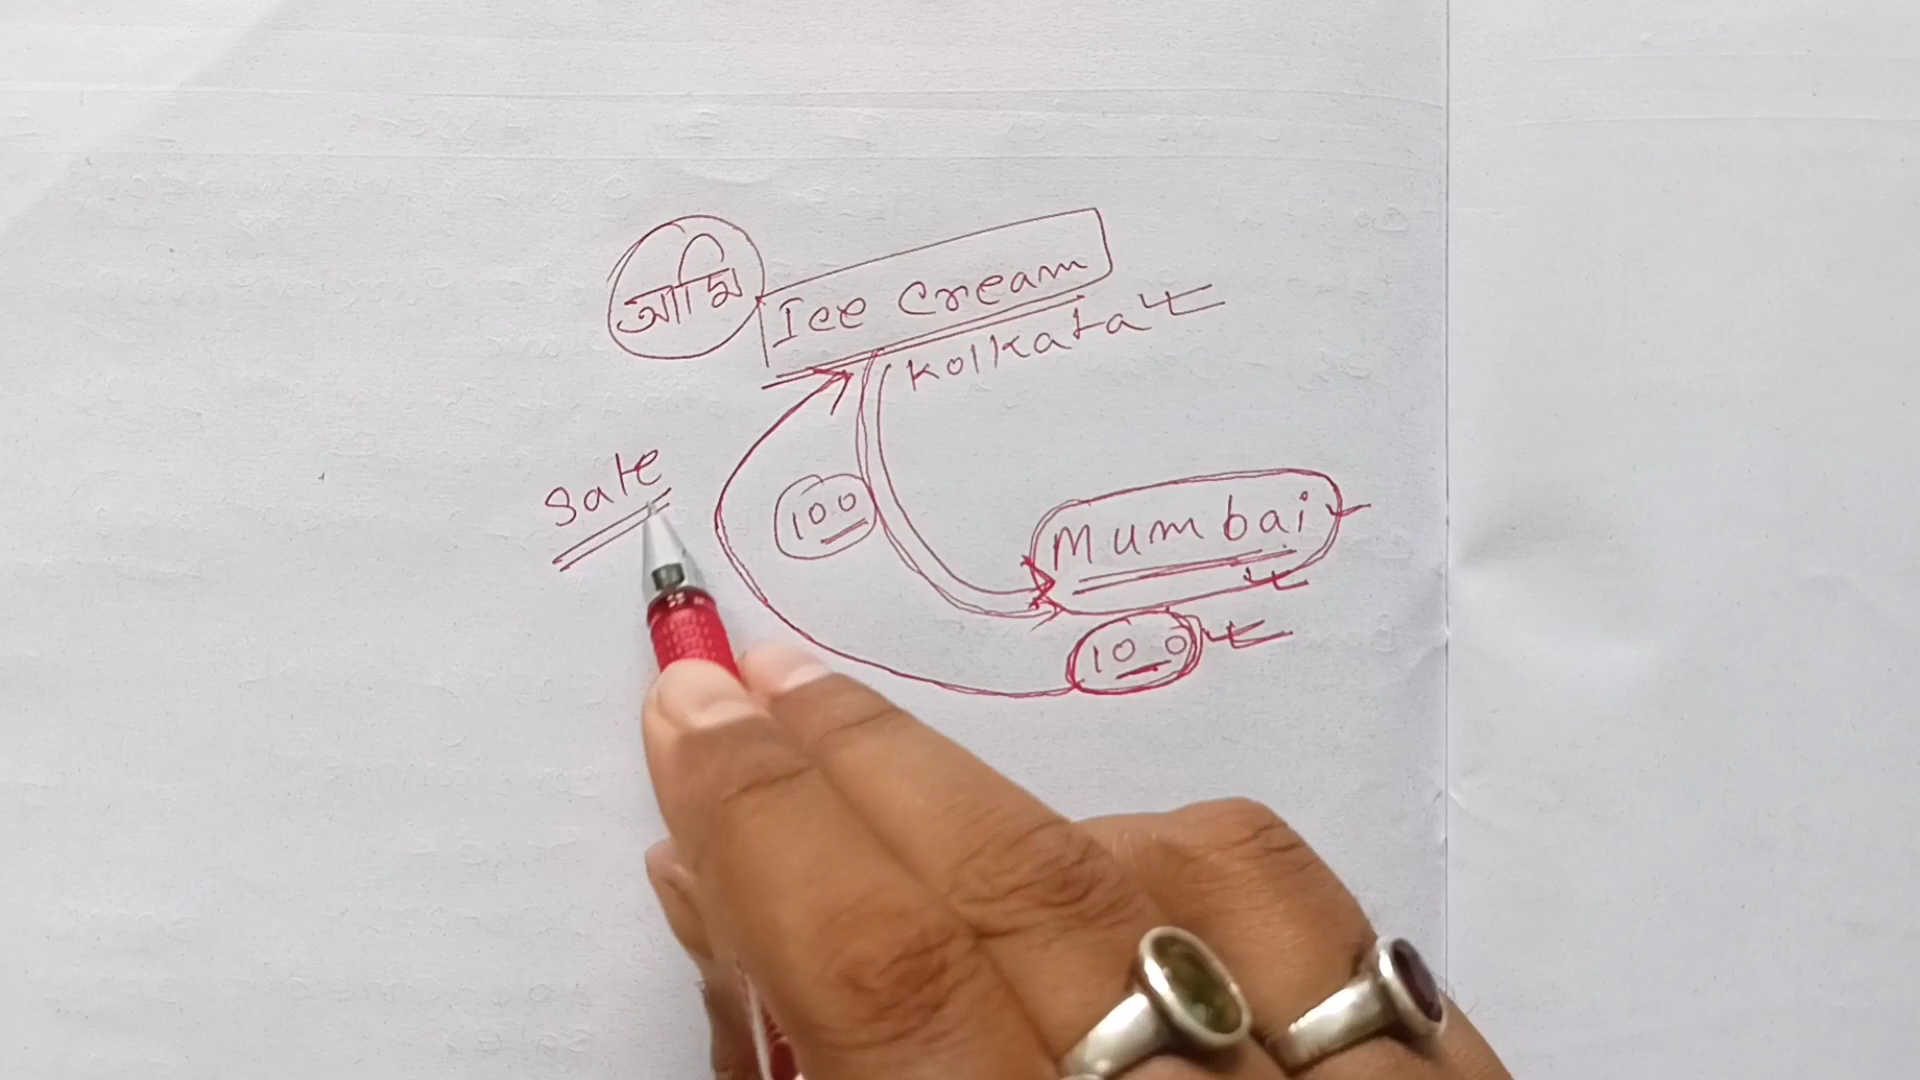 আমি
Ice Cream
Kolkata
Sale
100
Mumbai
100